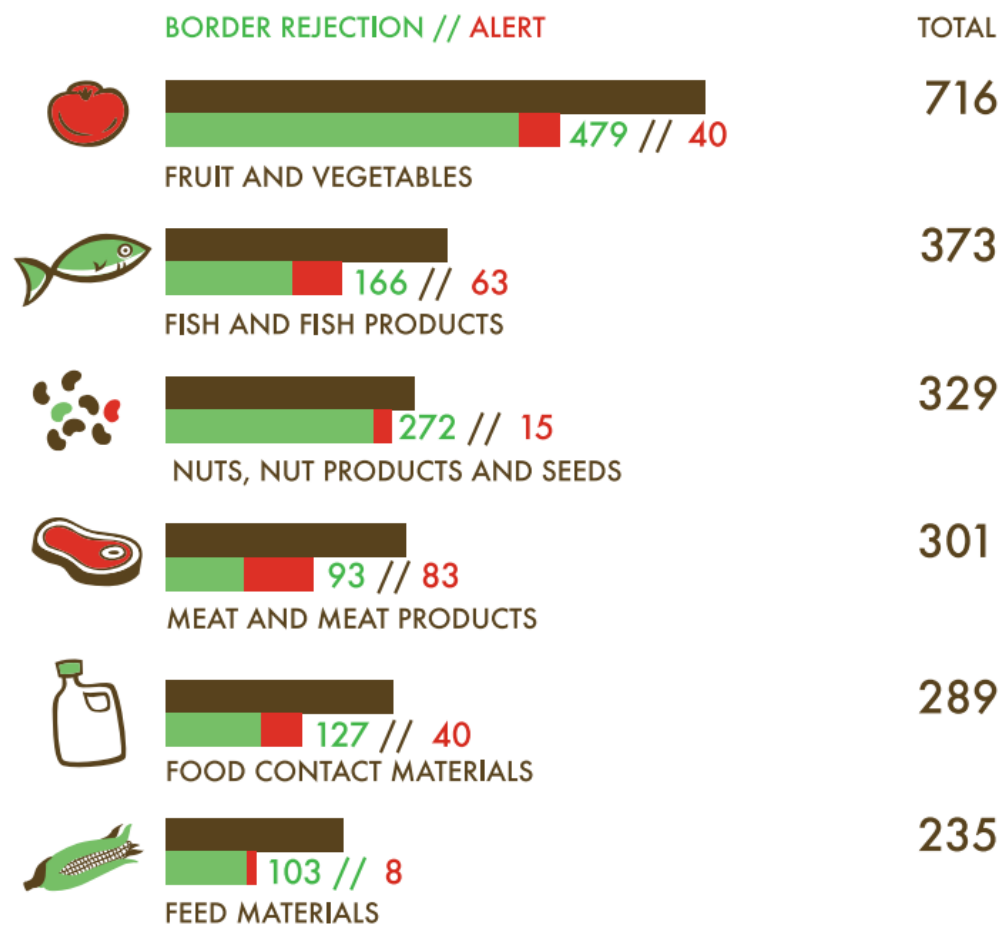 BORDER REJECTION // ALERT TOTAL
716
479 // 40
FRUIT AND VEGETABLES
373
166 // 63
FISH AND FISH PRODUCTS
329
272 // 15
NUTS, NUT PRODUCTS AND SEEDS
301
93 // 83
MEAT AND MEAT PRODUCTS
289
127 // 40
FOOD CONTACT MATERIALS
235
103 // 8
FEED MATERIALS